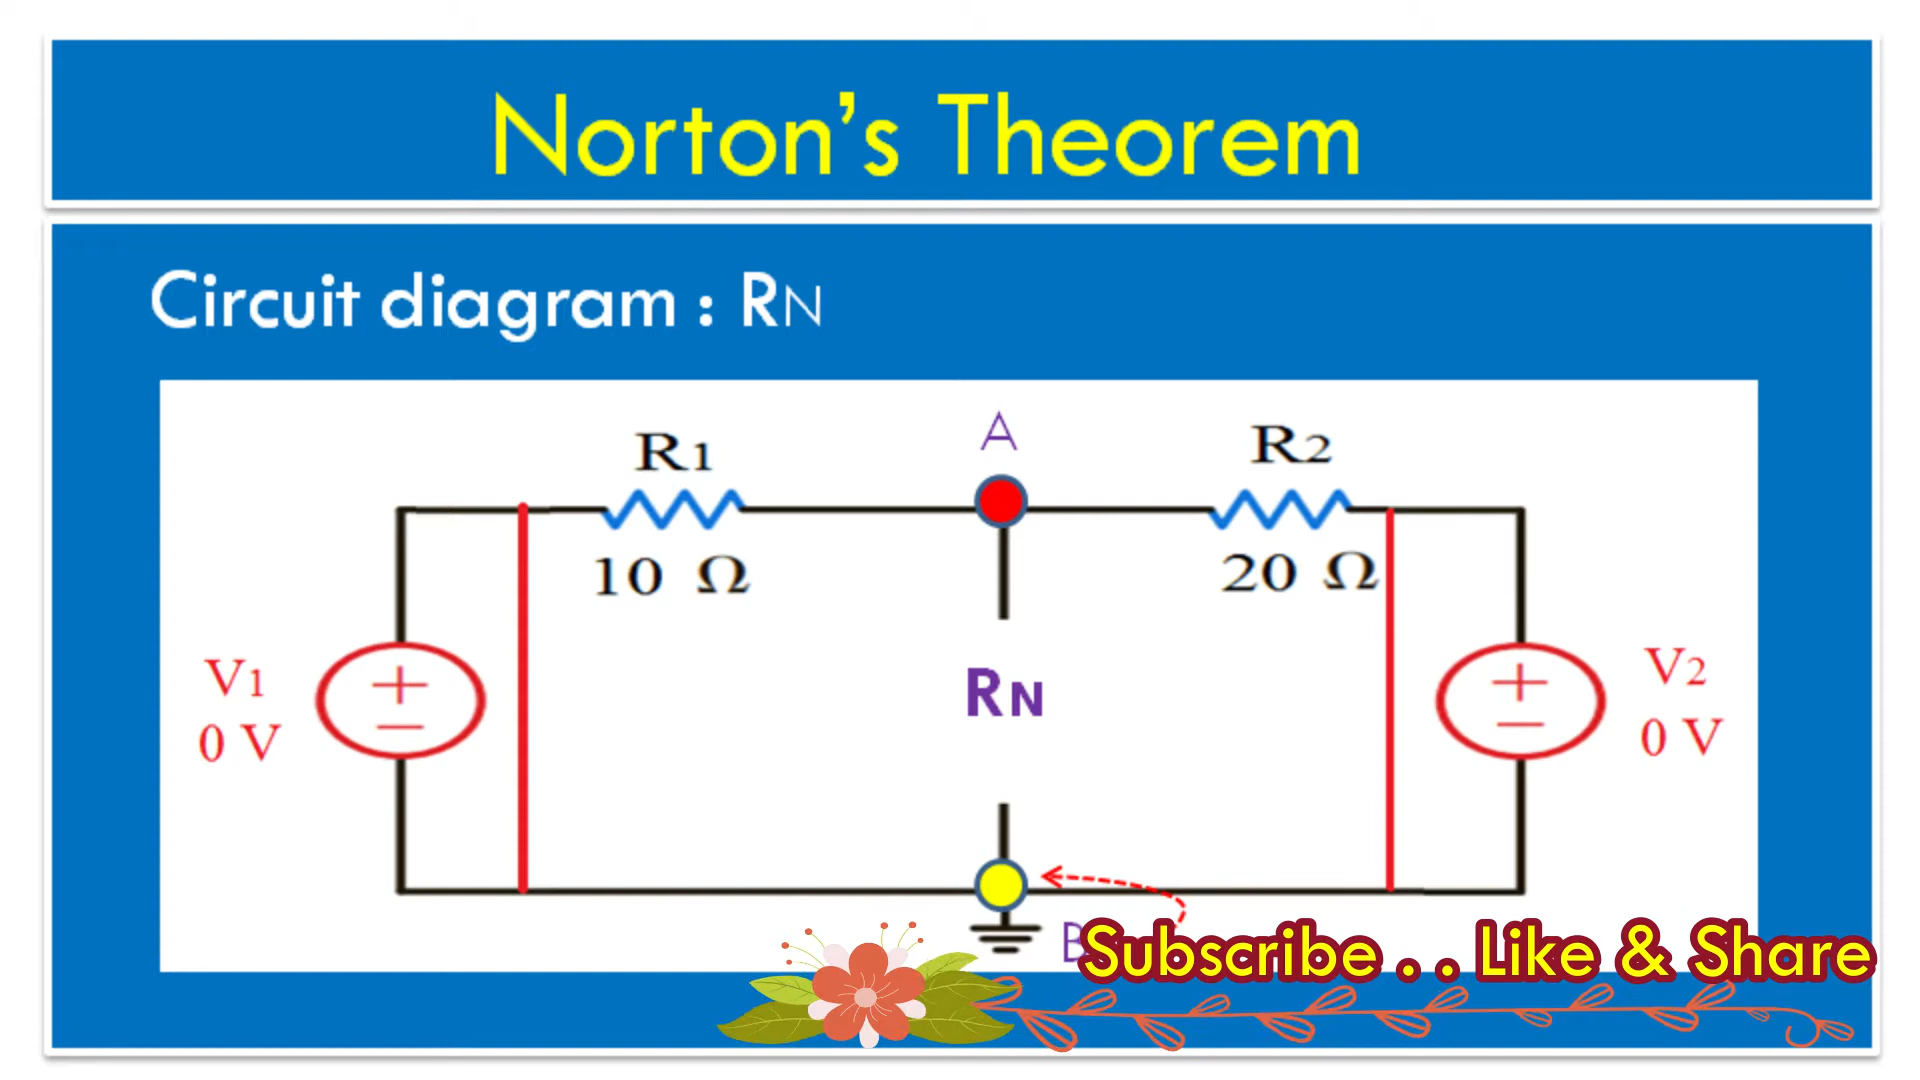 Norton’s Theorem
Circuit diagram : RN
A
R1
R2
10 Ω
20 Ω
V1
0 V
+
−
RN
+
−
V2
0 V
B
Subscribe . . Like & Share